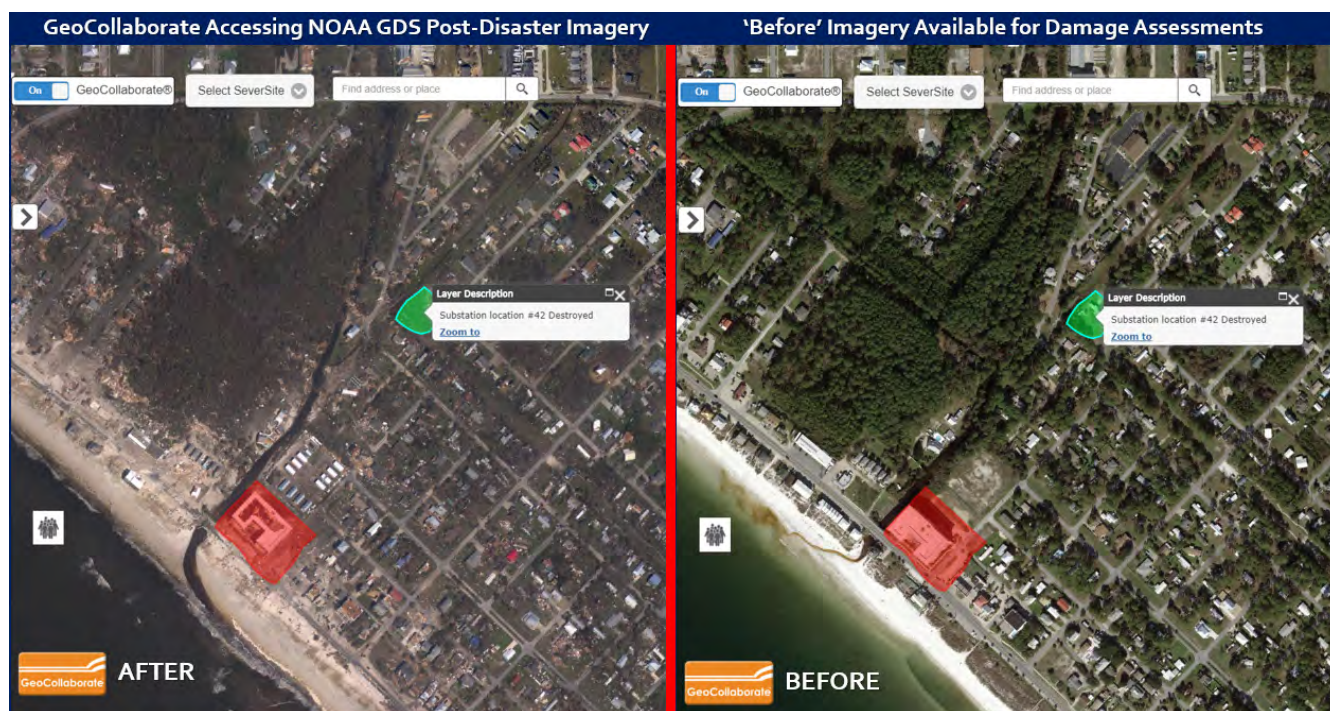 GeoCollaborate Accessing NOAA GDS Post-Disaster Imagery
On
GeoCollaborate®
Select SeverSite
Find address or place
Layer Description
Substation location #42 Destroyed
Zoom to
GeoCollaborate
AFTER
'Before' Imagery Available for Damage Assessments
On
GeoCollaborate®
Select SeverSite
Find address or place
Layer Description
Substation location #42 Destroyed
Zoom to
GeoCollaborate
BEFORE